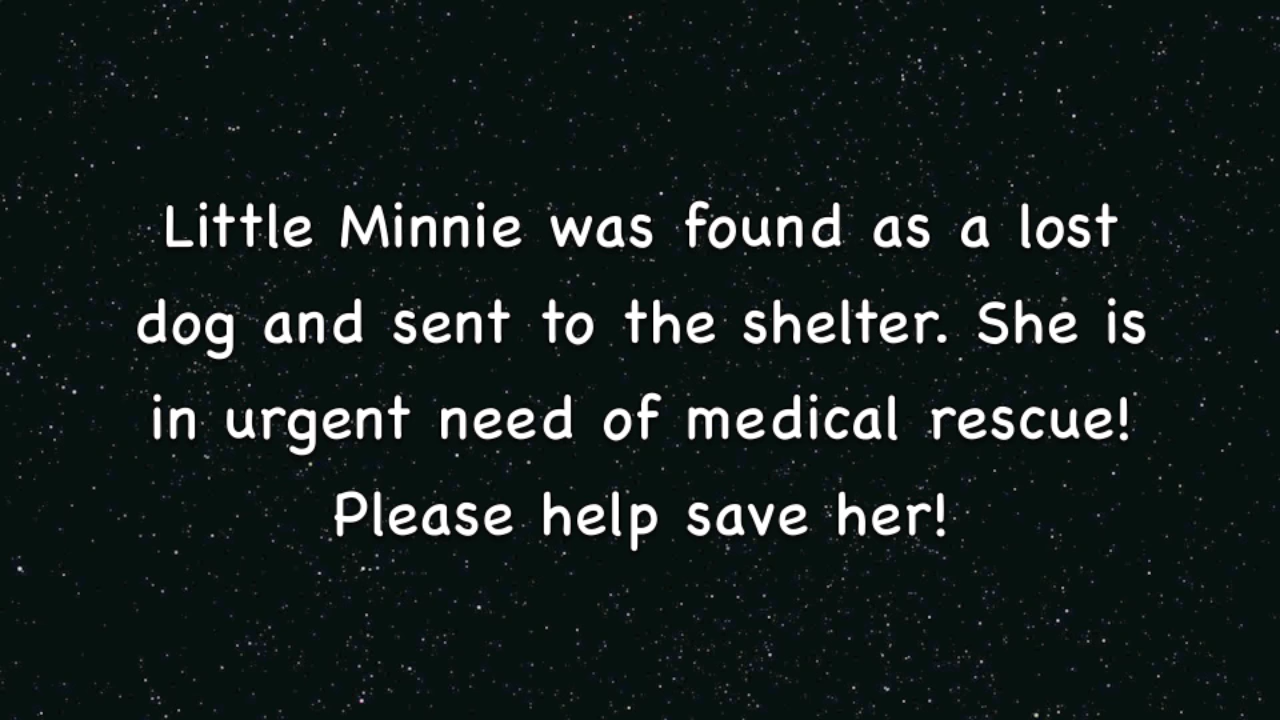 Little Minnie was found as a lost
dog and sent to the shelter. She is
in urgent need of medical rescue!
Please help save her!